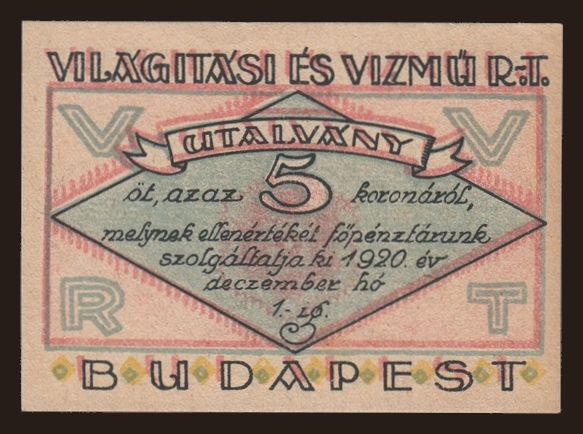 VILÁGITÁSI ÉS VIZMŰ R.T.
V V
UTALVÁNY
öt, azaz 5 koronáról,
melynek ellenértékét főpénztárunk
szolgáltatja ki 1920. év
deczember hó
1.-ig.
R T
BUDAPEST